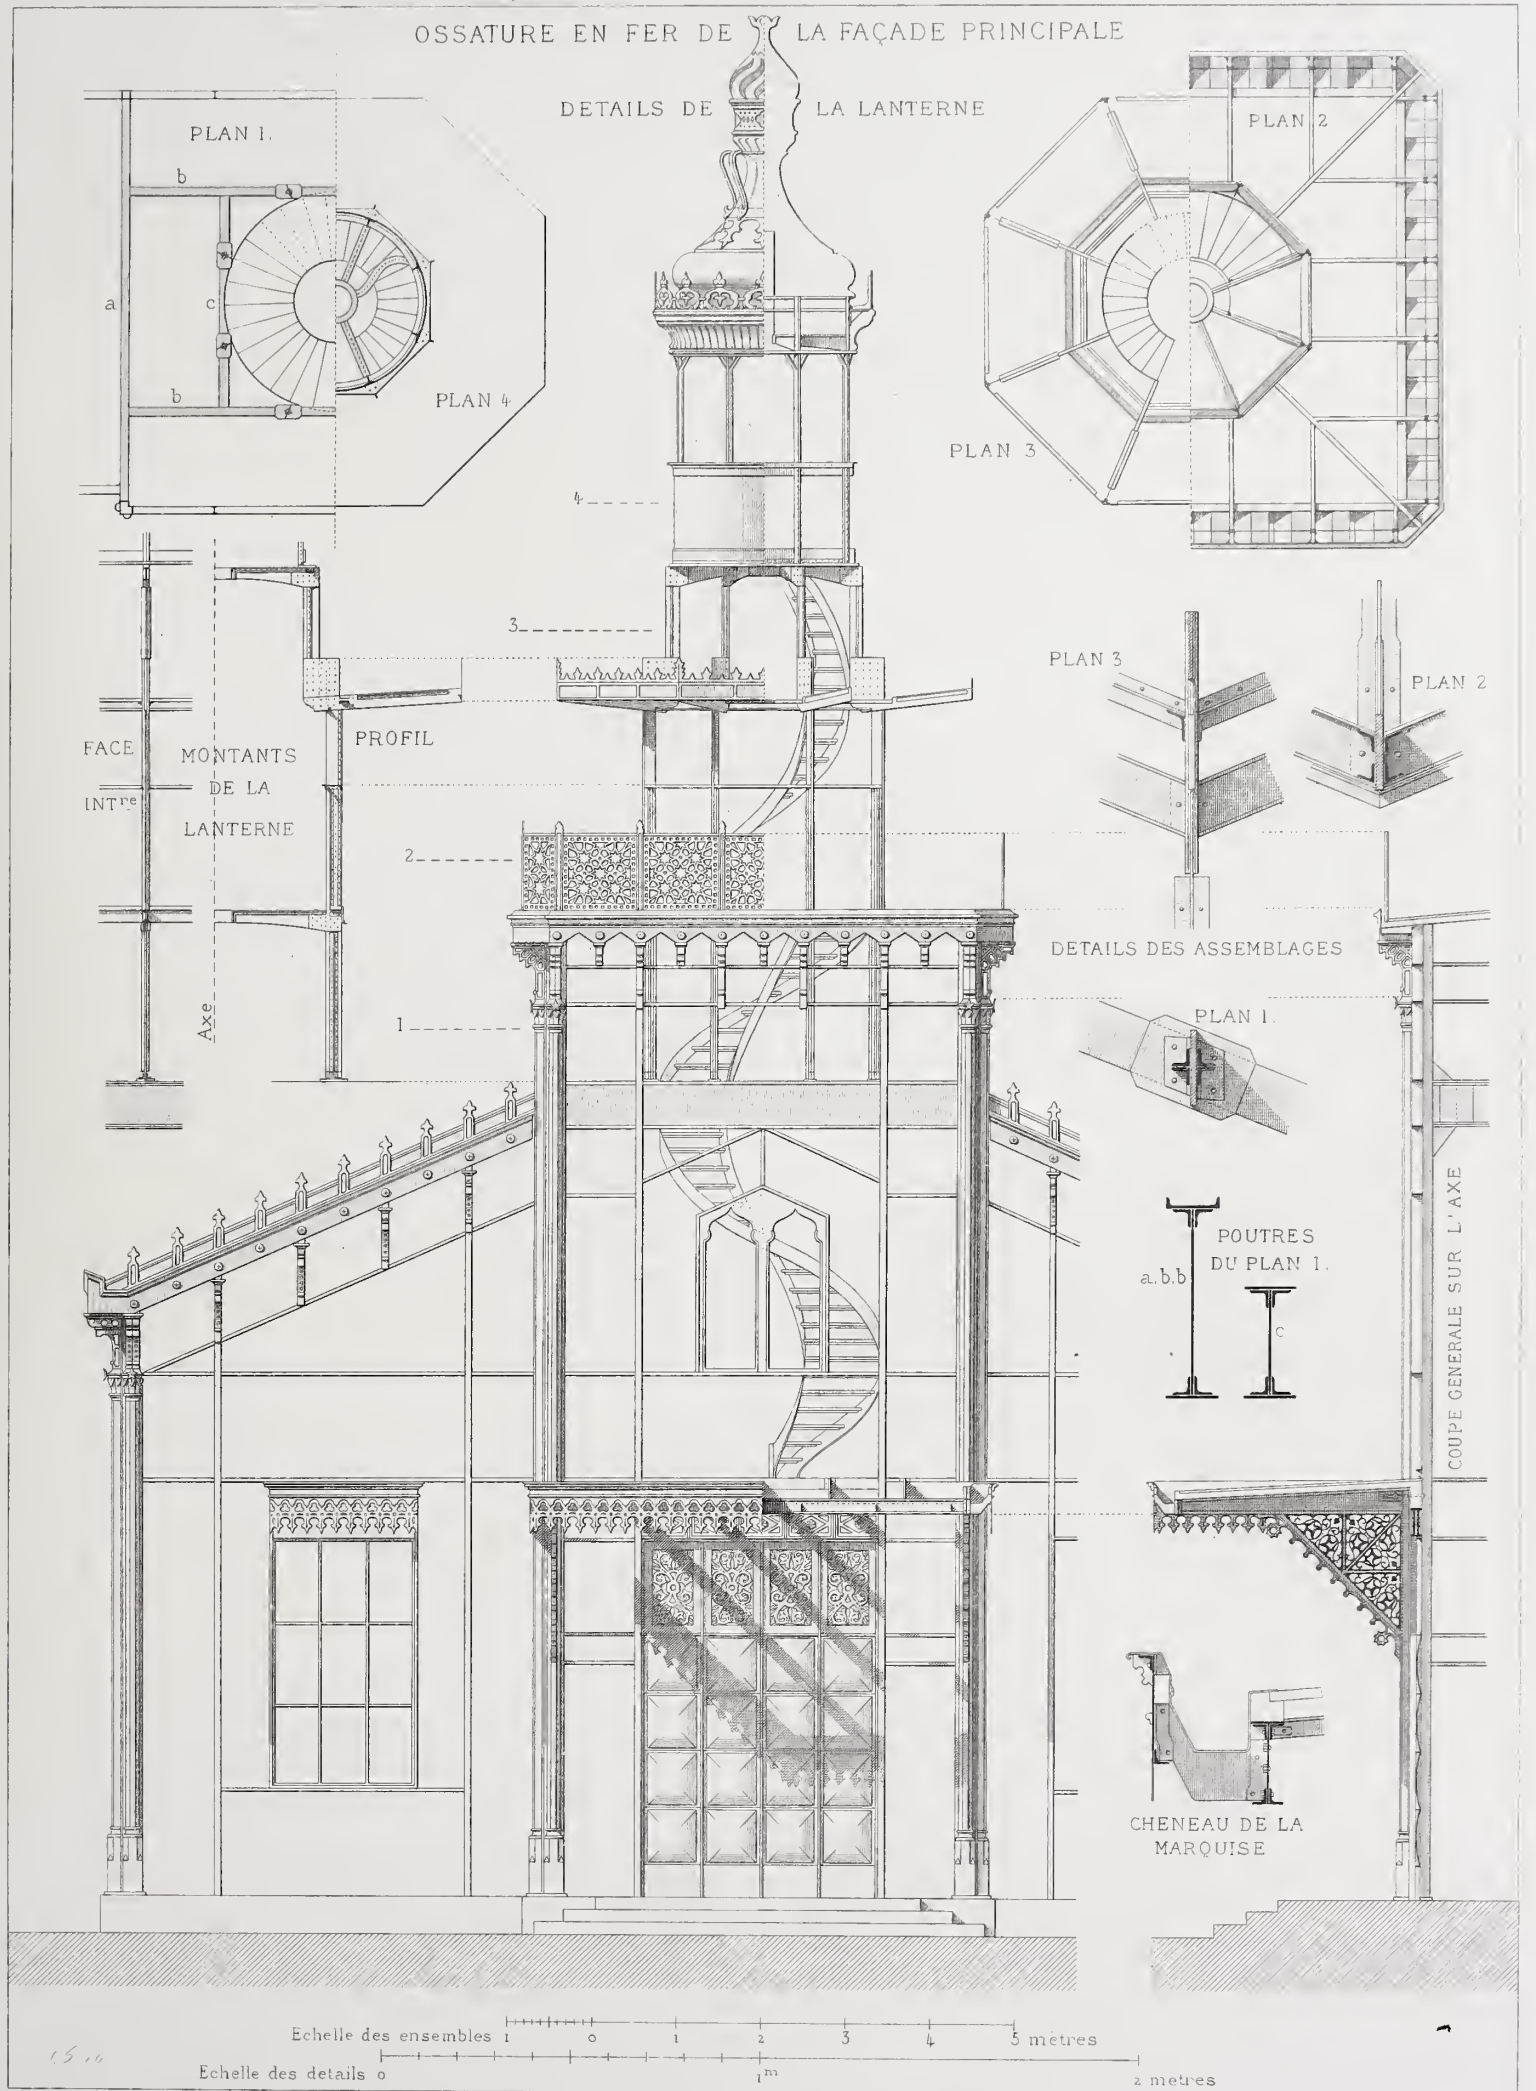 OSSATURE EN FER DE LA FAÇADE PRINCIPALE
DETAILS DE LA LANTERNE
PLAN 1.
b
a
c
b
PLAN 4
PLAN 2
PLAN 3
4
3
2
1
FACE
INTre
MONTANTS
DE LA
LANTERNE
PROFIL
Axe
PLAN 3
PLAN 2
DETAILS DES ASSEMBLAGES
PLAN 1.
POUTRES
DU PLAN 1.
a.b.b
c
COUPE GENERALE SUR L'AXE
CHENEAU DE LA
MARQUISE
Echelle des ensembles 1 0 1 2 3 4 5 mètres
Echelle des details 0 1m 2 metres